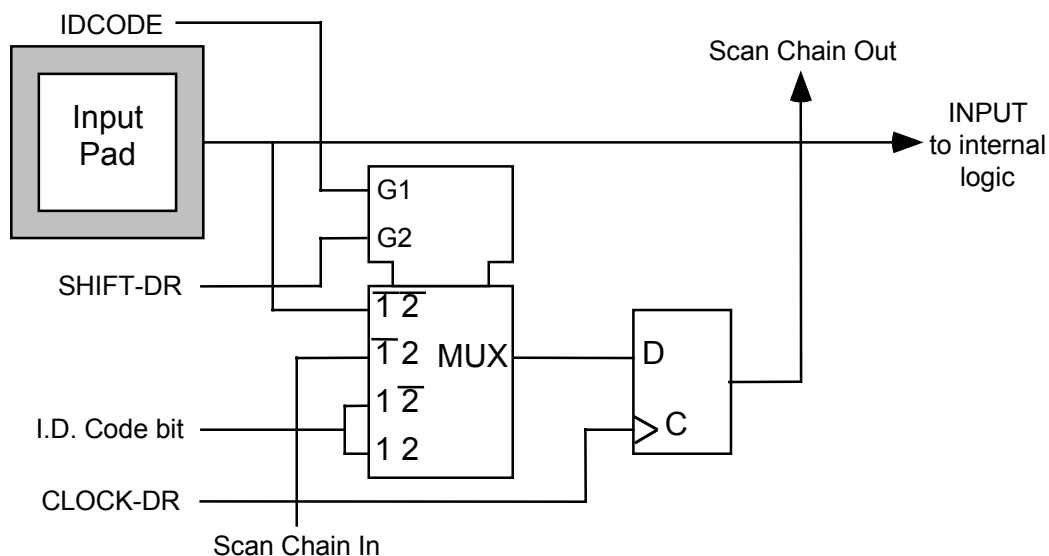 IDCODE
Input
Pad
Scan Chain Out
INPUT
to internal
logic
G1
G2
SHIFT-DR
1̅ 2̅
1̅ 2
MUX
1 2̅
1 2
D
C
I.D. Code bit
CLOCK-DR
Scan Chain In